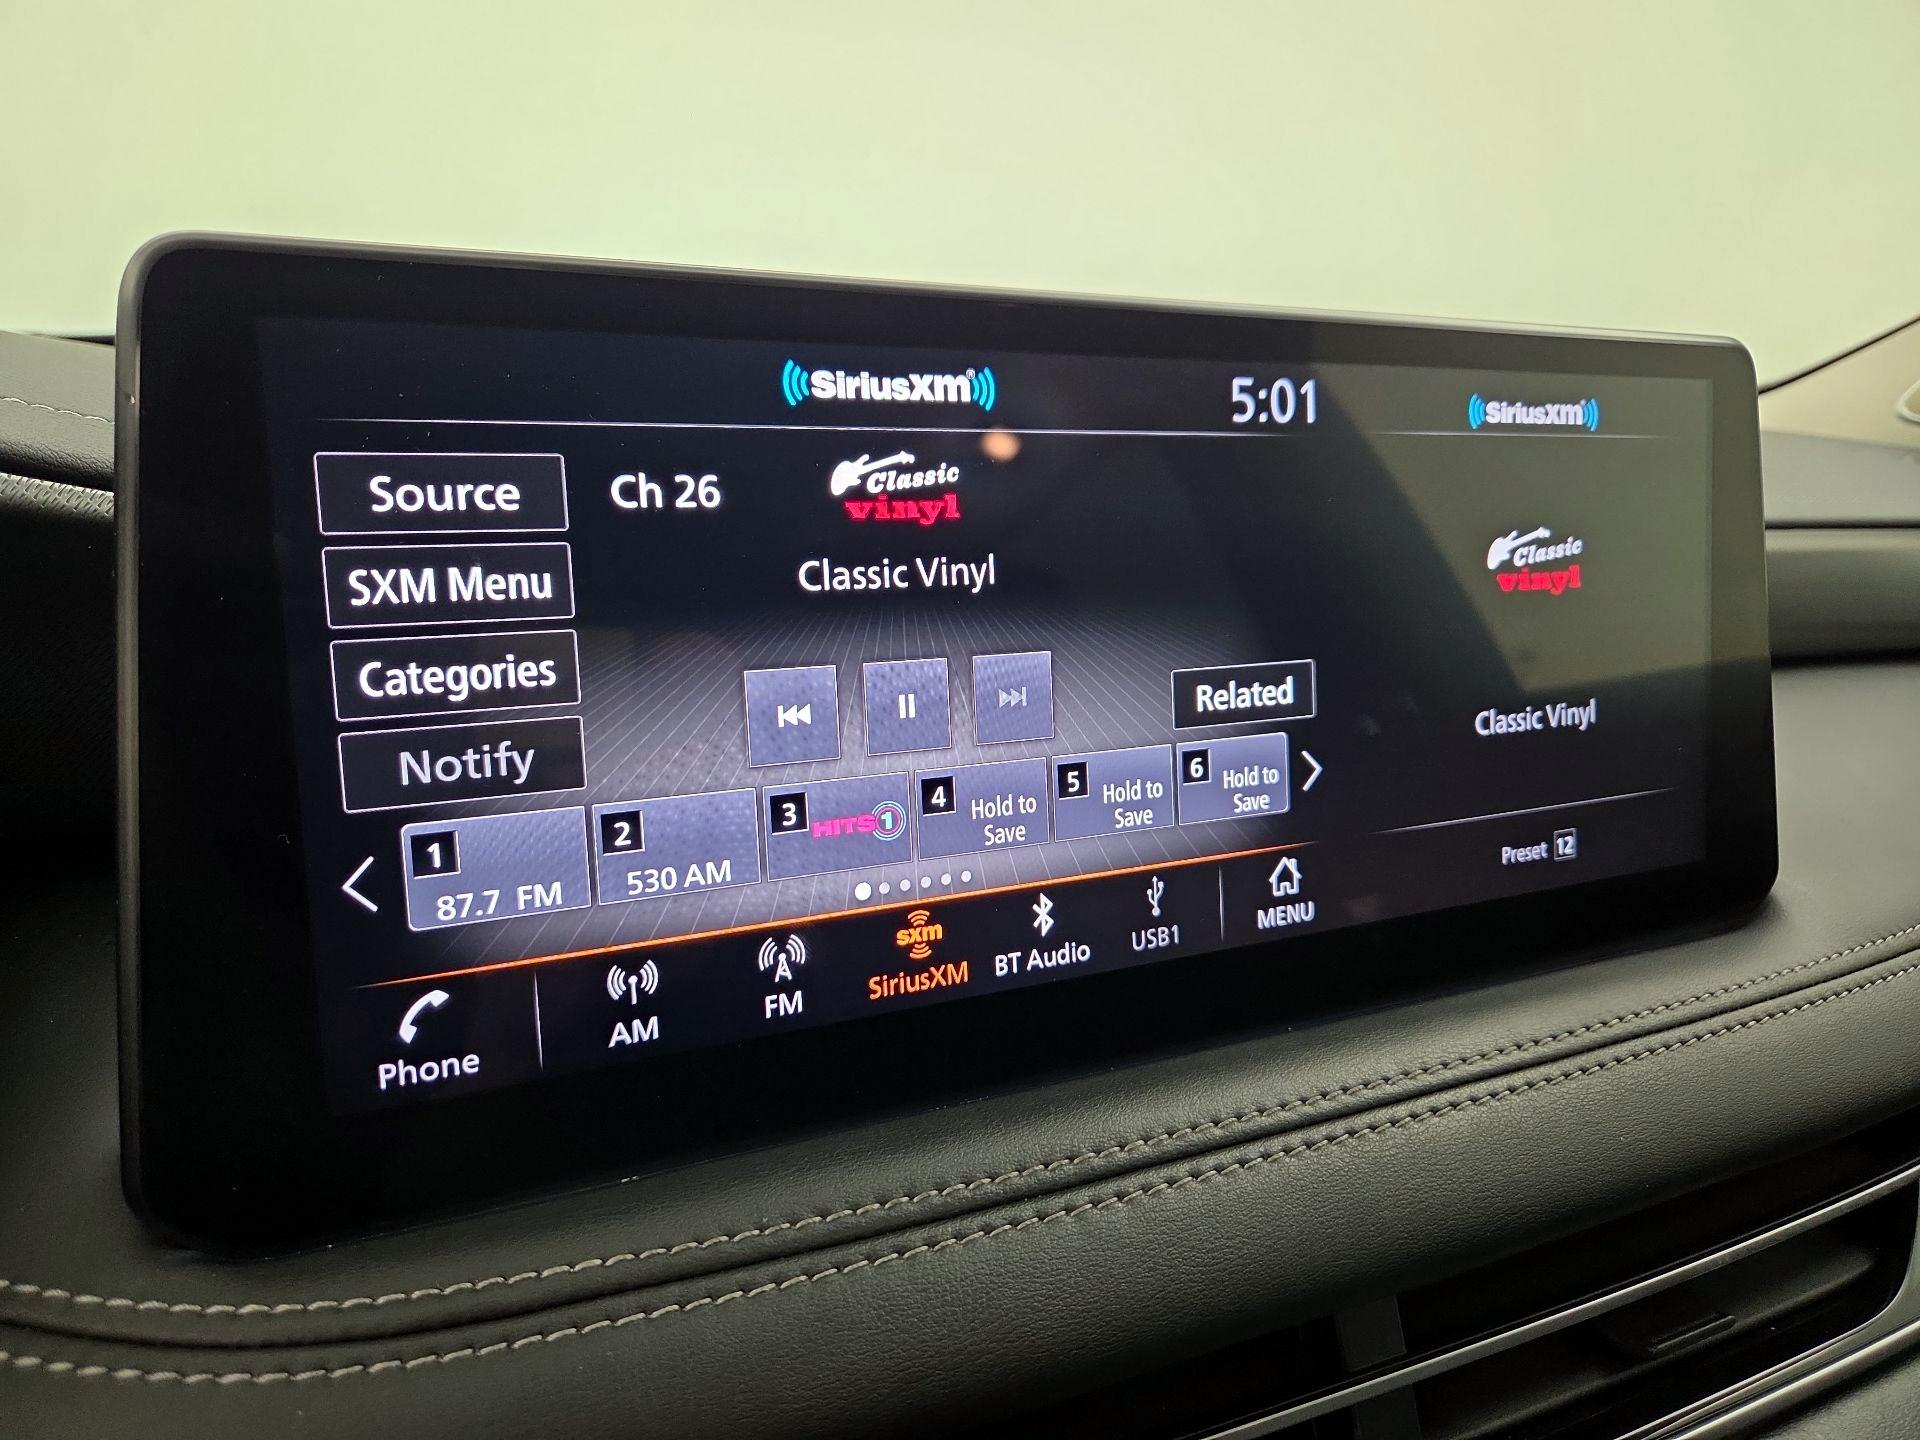 SiriusXM®
5:01
SiriusXM
Source
Ch 26
Classic
vinyl
Classic Vinyl
SXM Menu
Categories
Notify
Related
Classic
vinyl
Classic Vinyl
1
87.7 FM
2
530 AM
3
HITS1
4
Hold to
Save
5
Hold to
Save
6
Hold to
Save
Preset 12
Phone
AM
FM
sxm
SiriusXM
BT Audio
USB1
MENU